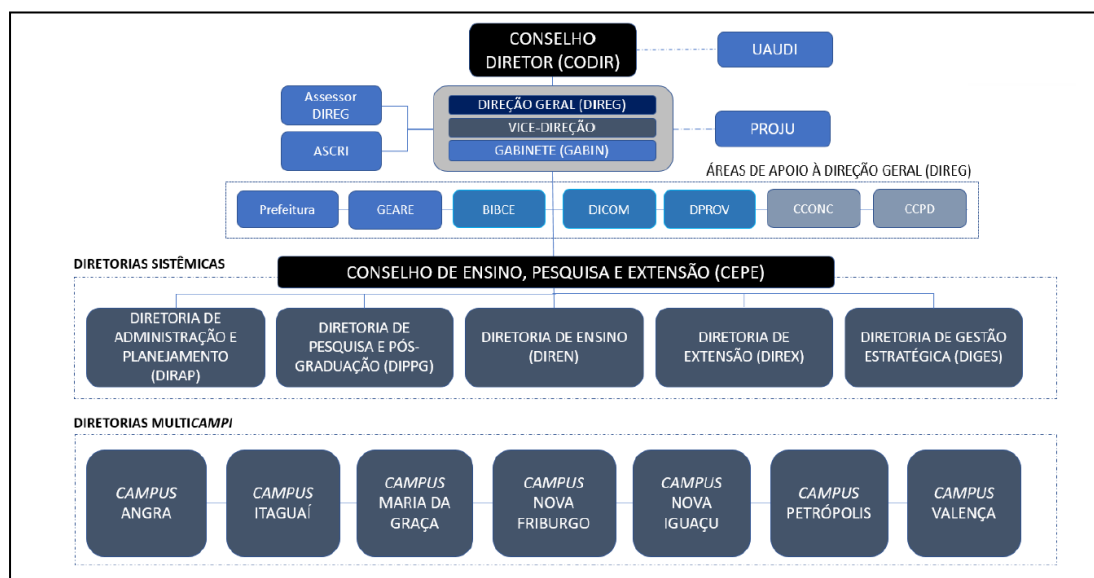 CONSELHO
DIRETOR (CODIR)
UAUDI
Assessor
DIREG
ASCRI
DIREÇÃO GERAL (DIREG)
VICE-DIREÇÃO
GABINETE (GABIN)
PROJU
ÁREAS DE APOIO À DIREÇÃO GERAL (DIREG)
Prefeitura
GEARE
BIBCE
DICOM
DPROV
CCONC
CCPD
DIRETORIAS SISTÊMICAS
CONSELHO DE ENSINO, PESQUISA E EXTENSÃO (CEPE)
DIRETORIA DE
ADMINISTRAÇÃO E
PLANEJAMENTO
(DIRAP)
DIRETORIA DE
PESQUISA E PÓS-
GRADUAÇÃO (DIPPG)
DIRETORIA DE ENSINO
(DIREN)
DIRETORIA DE
EXTENSÃO (DIREX)
DIRETORIA DE GESTÃO
ESTRATÉGICA (DIGES)
DIRETORIAS MULTICAMPI
CAMPUS
ANGRA
CAMPUS
ITAGUAÍ
CAMPUS
MARIA DA
GRAÇA
CAMPUS
NOVA
FRIBURGO
CAMPUS
NOVA
IGUAÇU
CAMPUS
PETRÓPOLIS
CAMPUS
VALENÇA